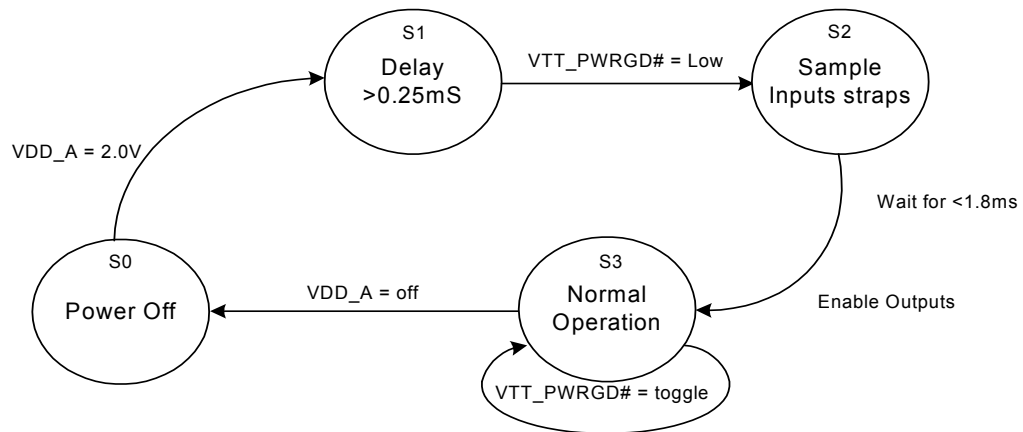 S1
Delay
>0.25mS
VTT_PWRGD# = Low
S2
Sample
Inputs straps
VDD_A = 2.0V
Wait for <1.8ms
S0
Power Off
VDD_A = off
S3
Normal
Operation
Enable Outputs
VTT_PWRGD# = toggle